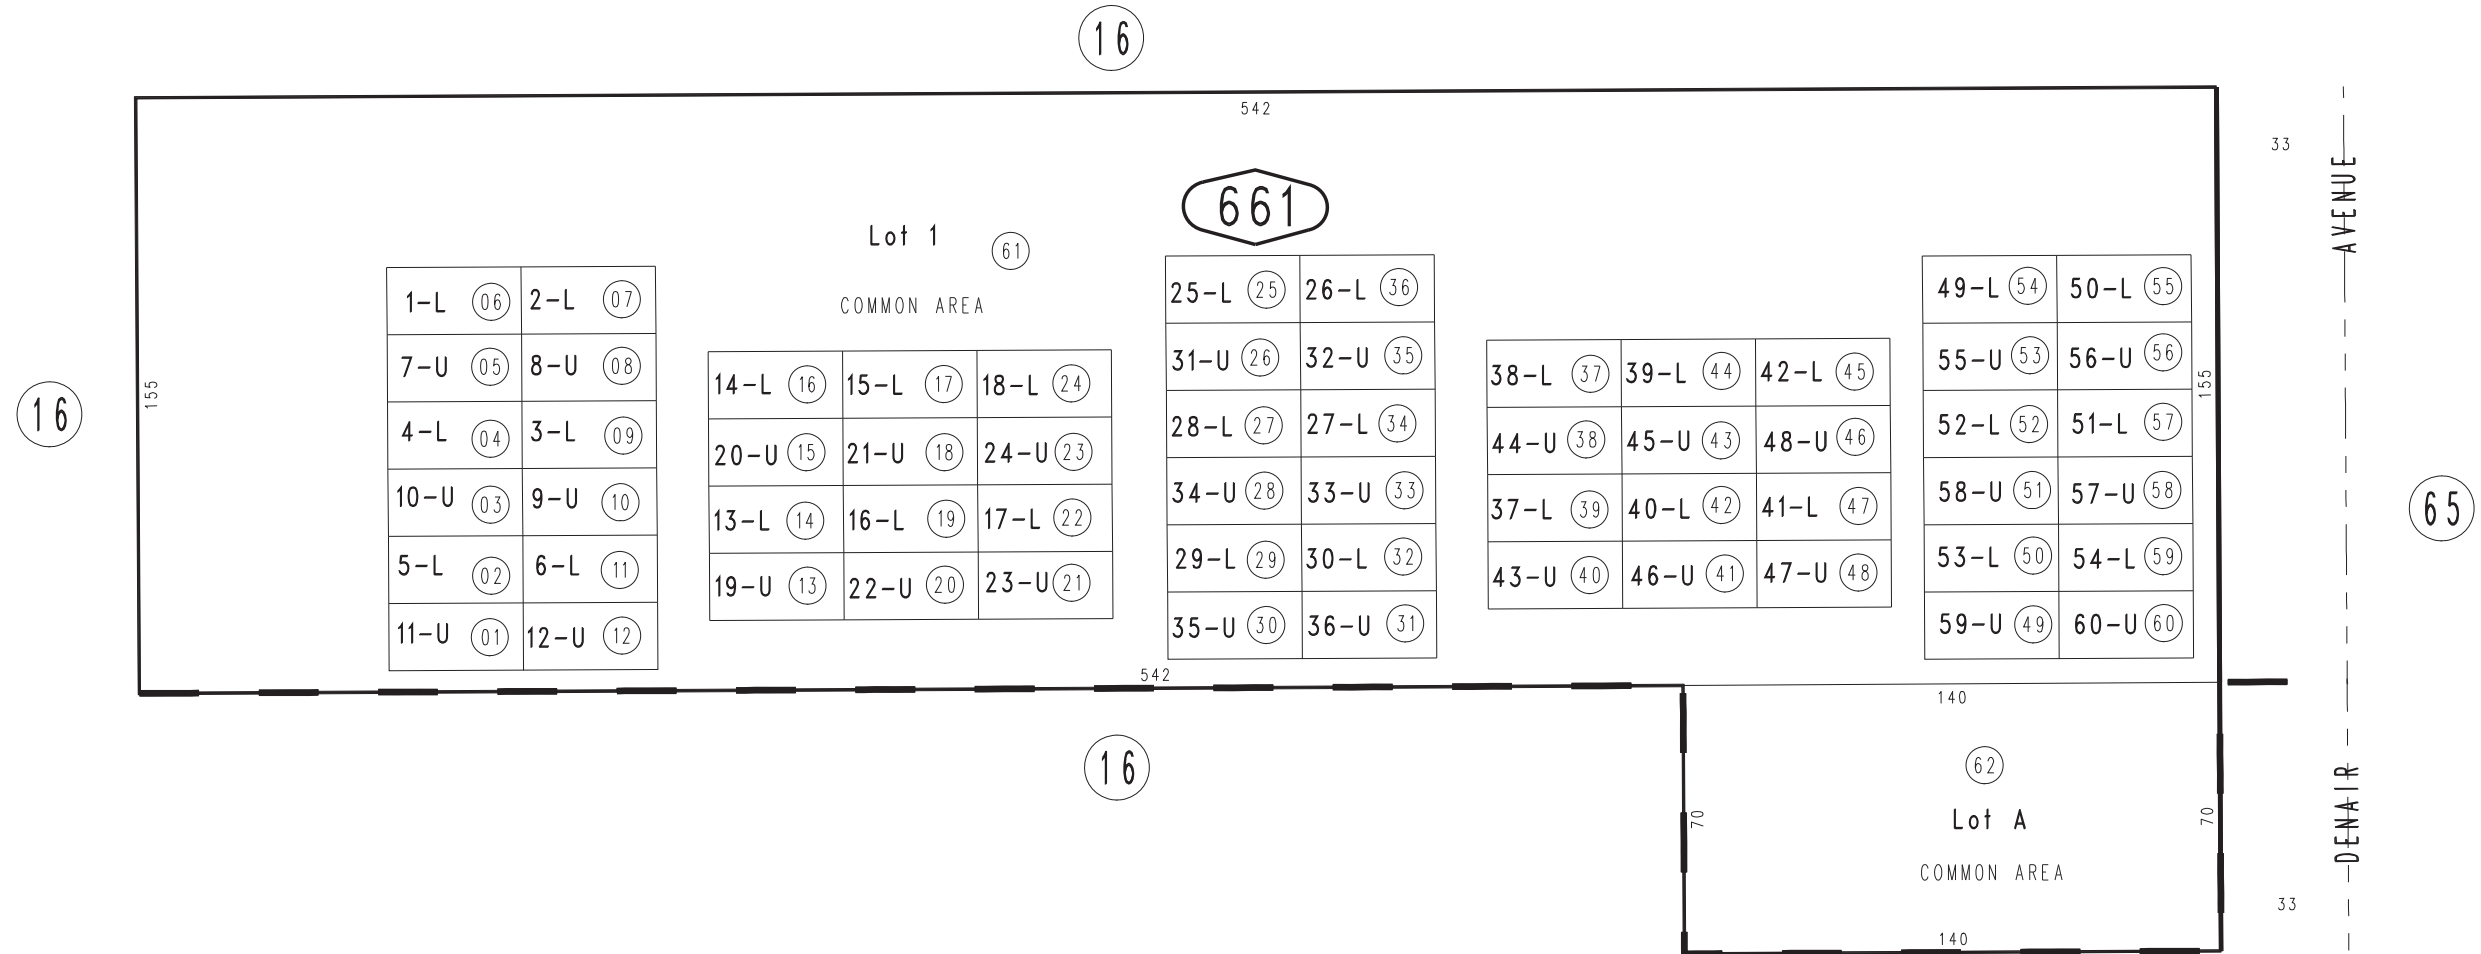 16
542
33
AVENUE
661
Lot 1 61
COMMON AREA
16
155
1-L 06 2-L 07
7-U 05 8-U 08
4-L 04 3-L 09
10-U 03 9-U 10
5-L 02 6-L 11
11-U 01 12-U 12
14-L 16 15-L 17 18-L 24
20-U 15 21-U 18 24-U 23
13-L 14 16-L 19 17-L 22
19-U 13 22-U 20 23-U 21
25-L 25 26-L 36
31-U 26 32-U 35
28-L 27 27-L 34
34-U 28 33-U 33
29-L 29 30-L 32
35-U 30 36-U 31
38-L 37 39-L 44 42-L 45
44-U 38 45-U 43 48-U 46
37-L 39 40-L 42 41-L 47
43-U 40 46-U 41 47-U 48
49-L 54 50-L 55
55-U 53 56-U 56
52-L 52 51-L 57
58-U 51 57-U 58
53-L 50 54-L 59
59-U 49 60-U 60
155
65
542
140
16
62
Lot A
COMMON AREA
70
70
DENAIR
33
140